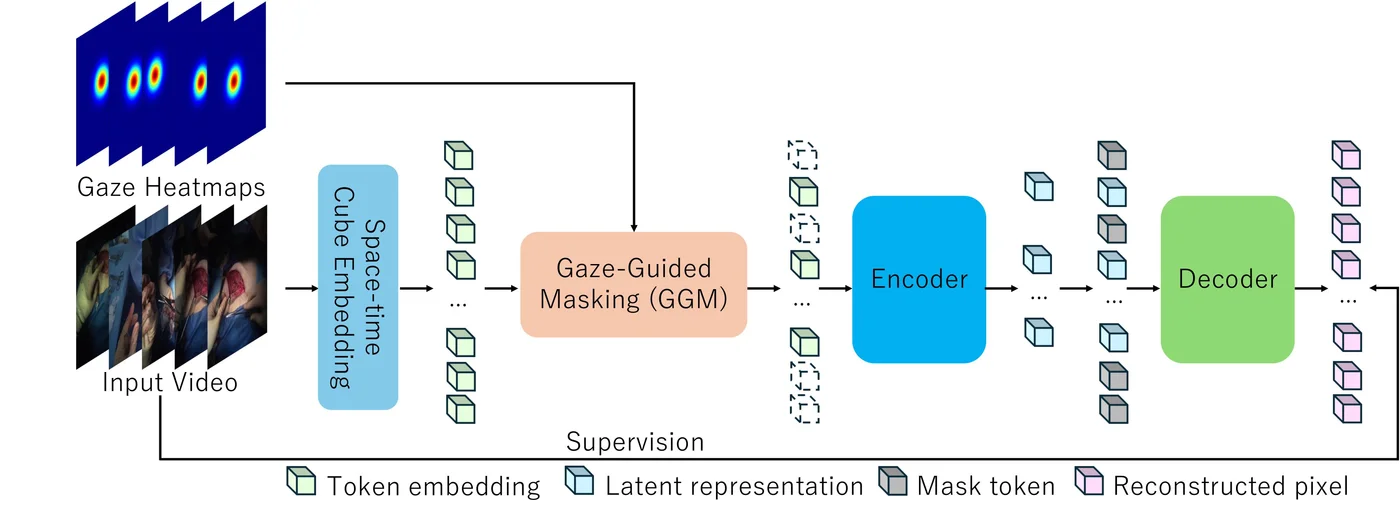 Gaze Heatmaps
Input Video
Space-time
Cube Embedding
...
Gaze-Guided
Masking (GGM)
...
Encoder
...
...
Decoder
...
Supervision
Token embedding
Latent representation
Mask token
Reconstructed pixel